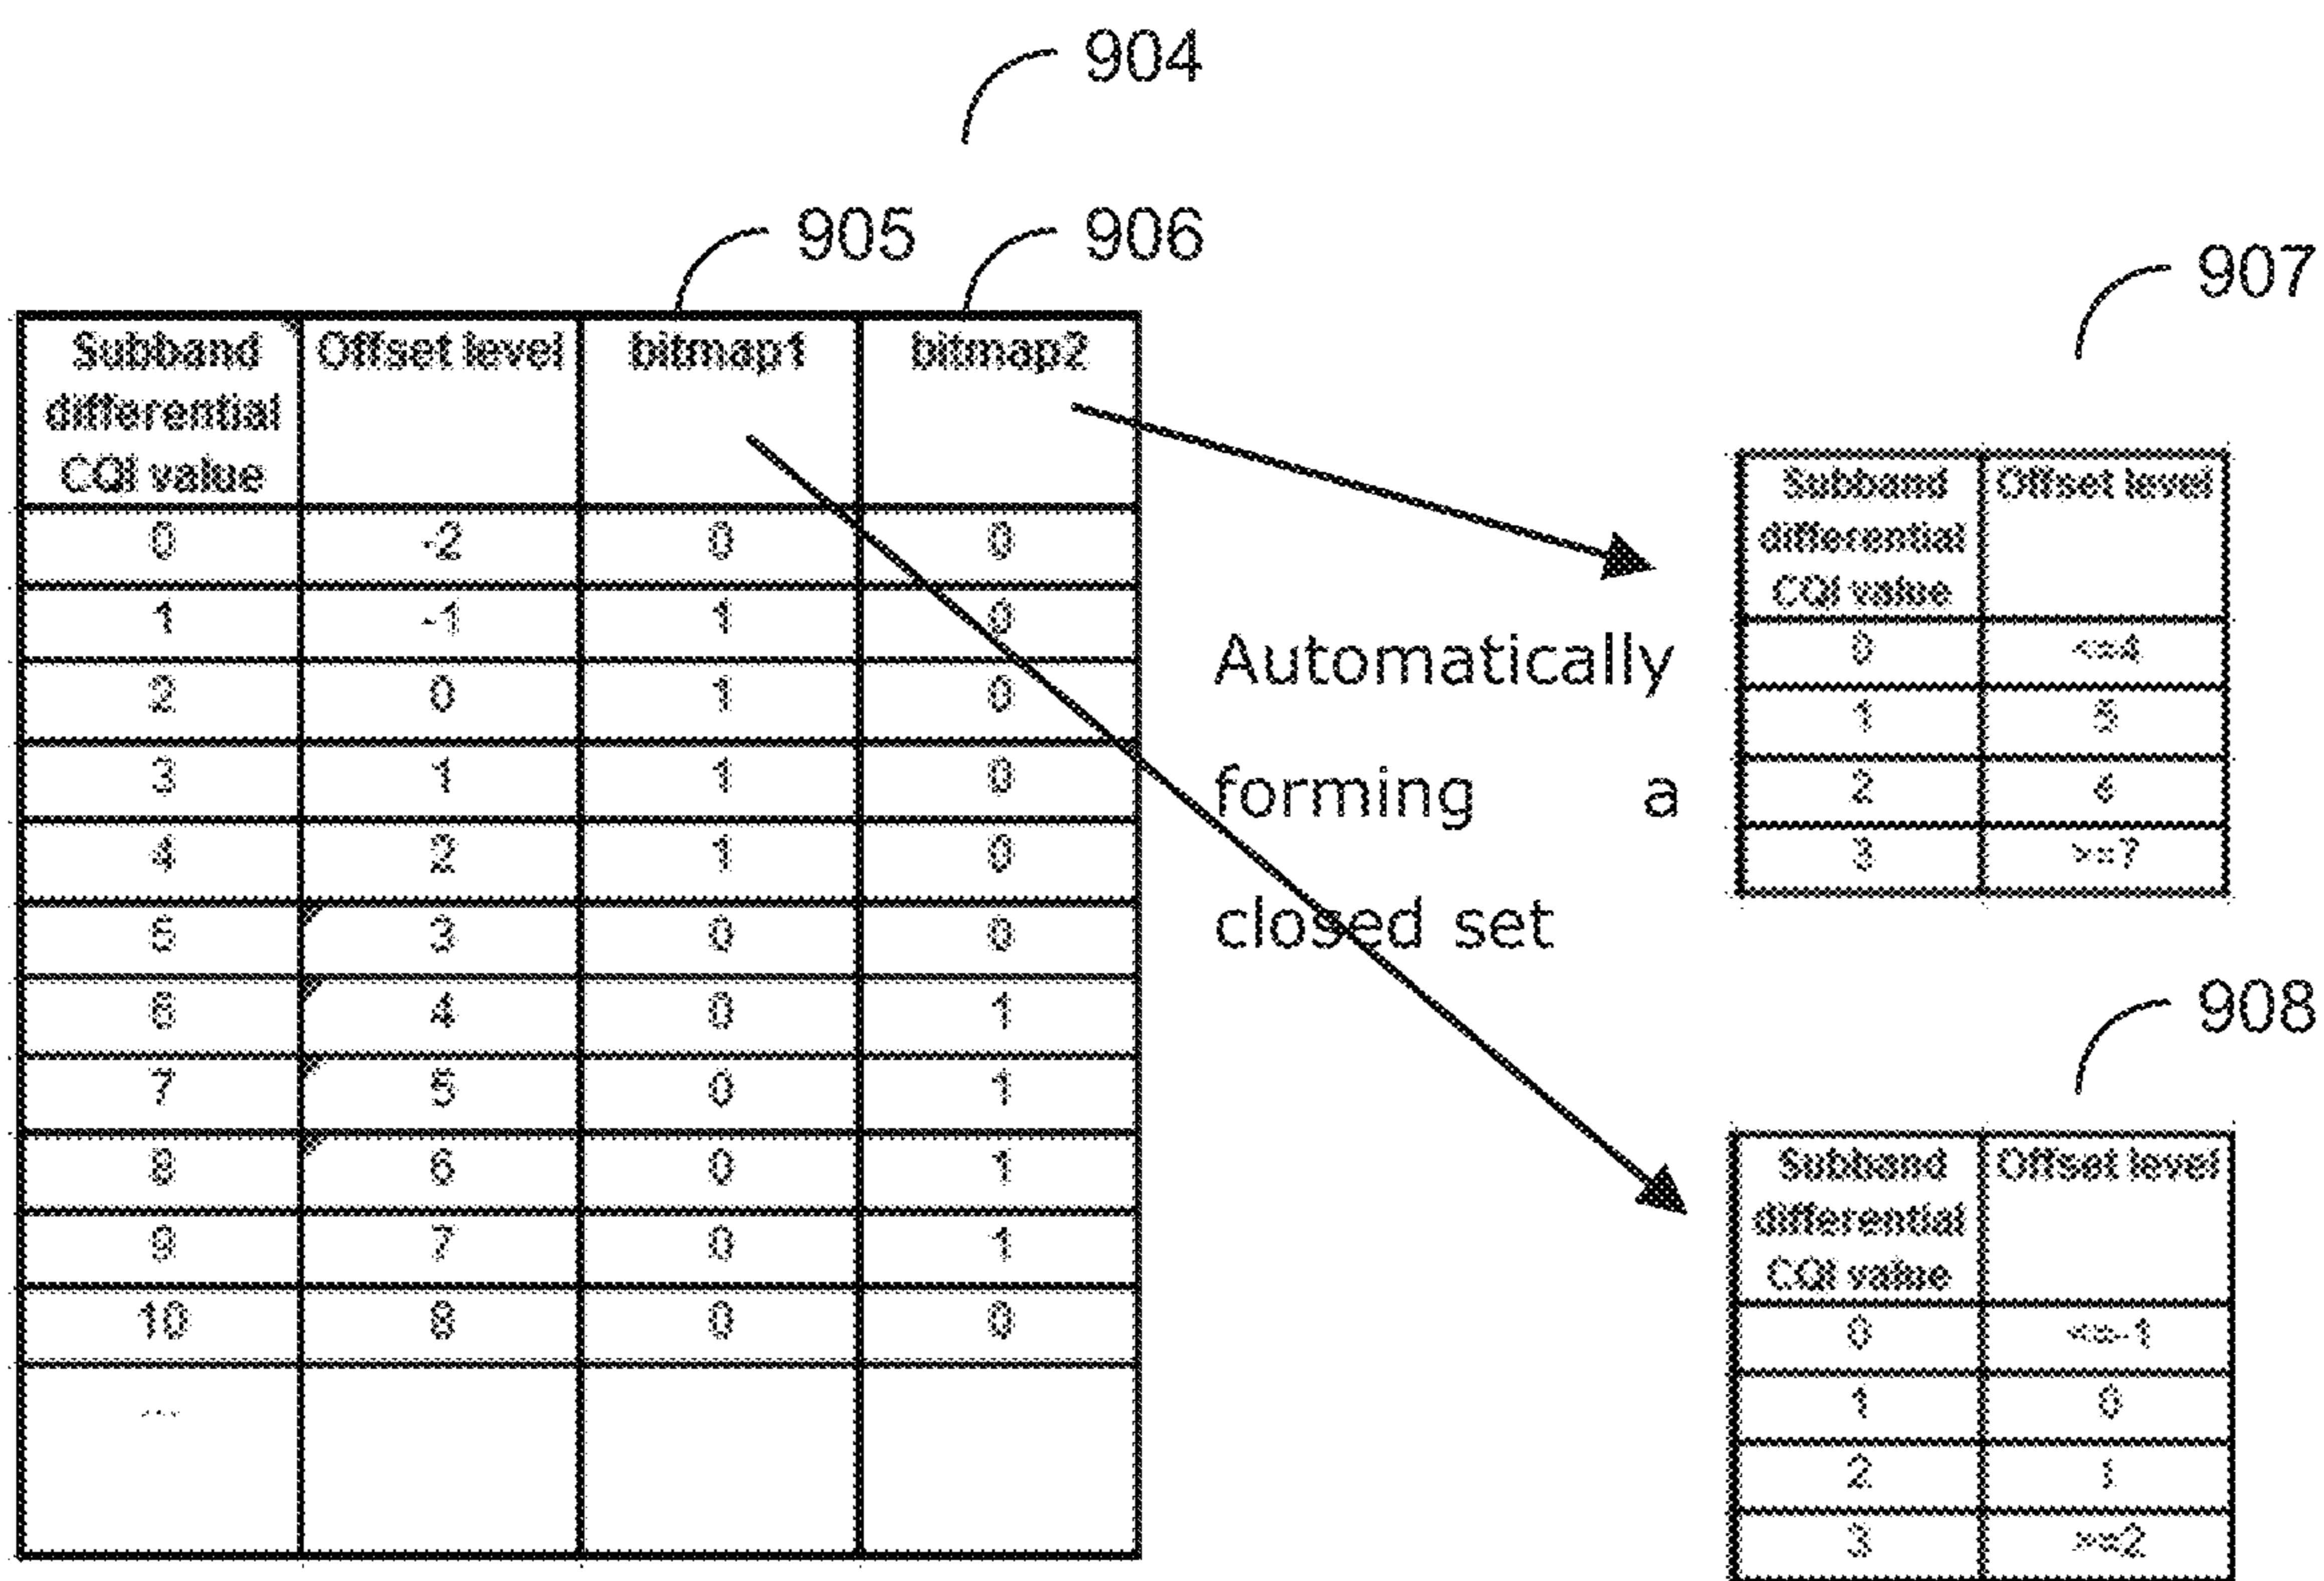 904
905 906
907
Subband Offset level bitmap1 bitmap2
differential
CQI value
0 -2 0 0
1 -1 1 0
2 0 1 0
3 1 1 0
4 2 1 0
5 3 0 0
6 4 0 1
7 5 0 1
8 6 0 1
9 7 0 1
10 8 0 0
...
Automatically
forming a
closed set
Subband Offset level
differential
CQI value
0 <=4
1 5
2 6
3 >=7
908
Subband Offset level
differential
CQI value
0 <=-1
1 0
2 1
3 >=2